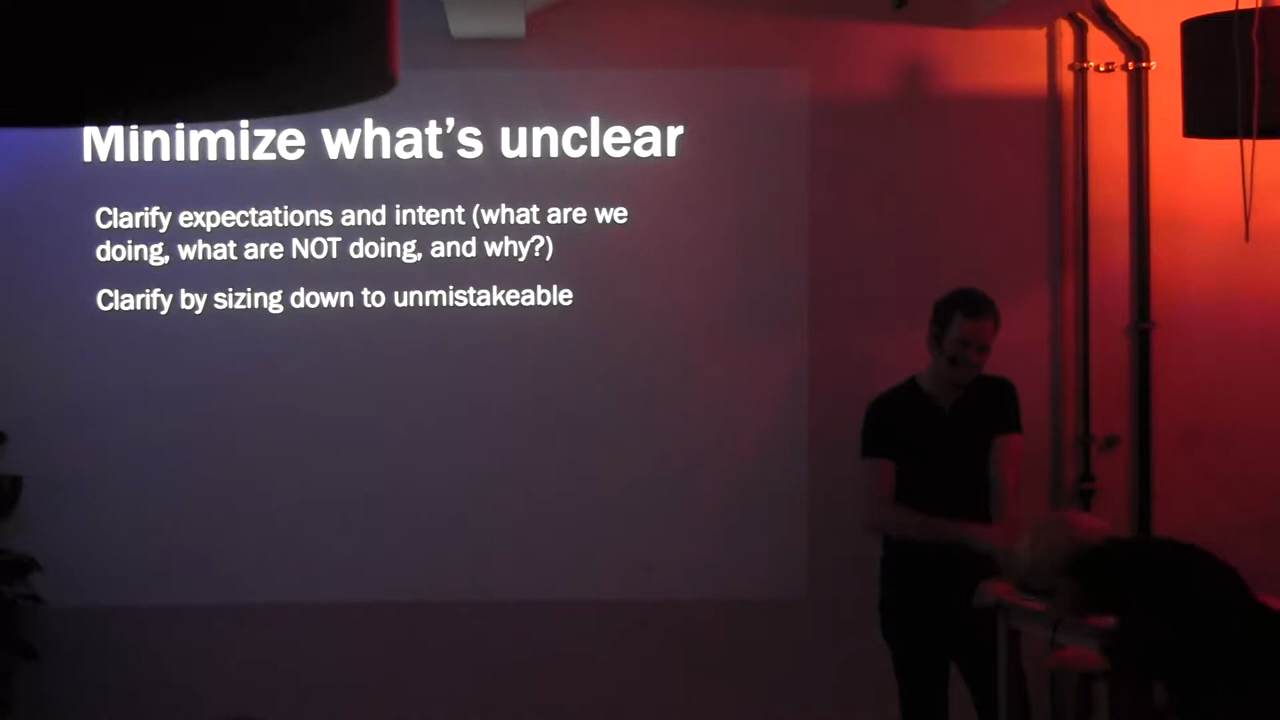 Minimize what's unclear
Clarify expectations and intent (what are we
doing, what are NOT doing, and why?)
Clarify by sizing down to unmistakeable